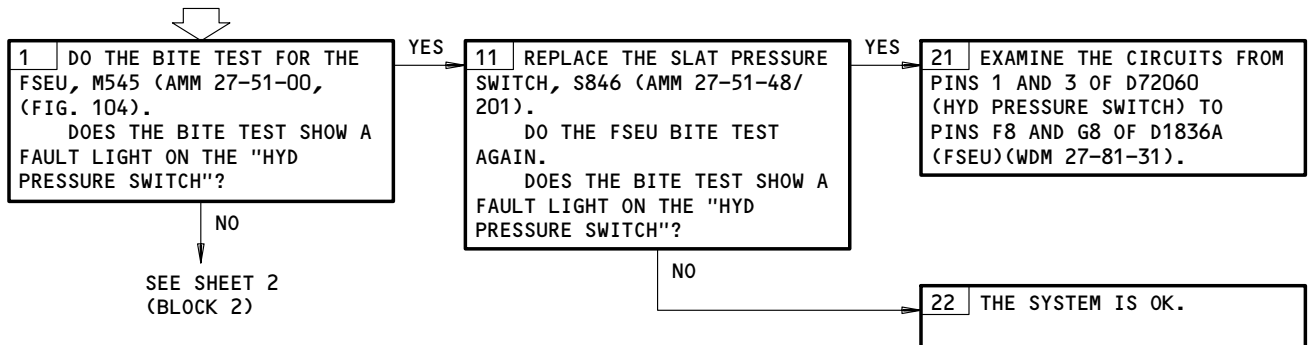 1 DO THE BITE TEST FOR THE
FSEU, M545 (AMM 27-51-00,
(FIG. 104).
DOES THE BITE TEST SHOW A
FAULT LIGHT ON THE "HYD
PRESSURE SWITCH"?
YES
NO
SEE SHEET 2
(BLOCK 2)
11 REPLACE THE SLAT PRESSURE
SWITCH, S846 (AMM 27-51-48/
201).
DO THE FSEU BITE TEST
AGAIN.
DOES THE BITE TEST SHOW A
FAULT LIGHT ON THE "HYD
PRESSURE SWITCH"?
YES
NO
21 EXAMINE THE CIRCUITS FROM
PINS 1 AND 3 OF D72060
(HYD PRESSURE SWITCH) TO
PINS F8 AND G8 OF D1836A
(FSEU)(WDM 27-81-31).
22 THE SYSTEM IS OK.